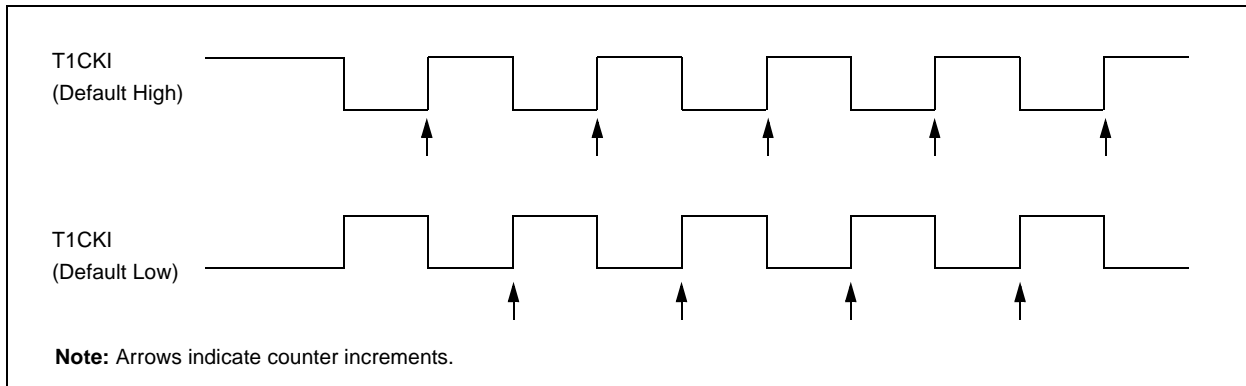 T1CKI
(Default High)
T1CKI
(Default Low)
Note: Arrows indicate counter increments.